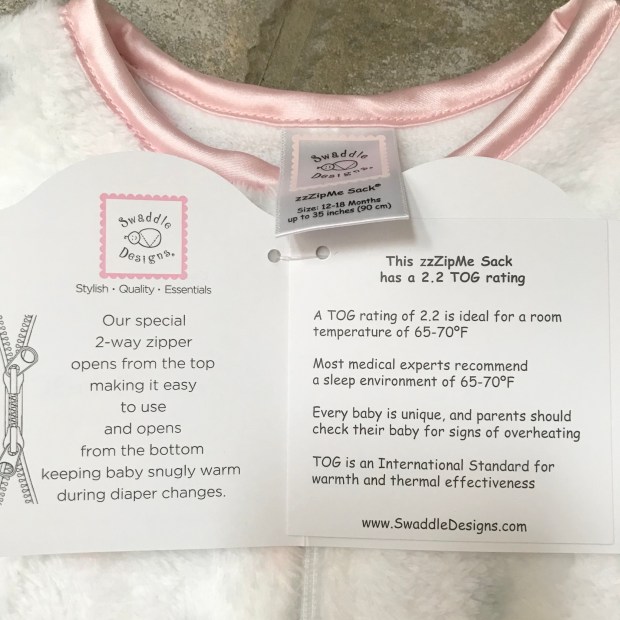 Swaddle
Designs®
zzZipMe Sack®
Size: 12-18 Months
up to 35 inches (90 cm)
Swaddle
Designs®
Stylish • Quality • Essentials
Our special
2-way zipper
opens from the top
making it easy
to use
and opens
from the bottom
keeping baby snugly warm
during diaper changes.
This zzZipMe Sack
has a 2.2 TOG rating
A TOG rating of 2.2 is ideal for a room
temperature of 65-70ºF
Most medical experts recommend
a sleep environment of 65-70ºF
Every baby is unique, and parents should
check their baby for signs of overheating
TOG is an International Standard for
warmth and thermal effectiveness
www.SwaddleDesigns.com